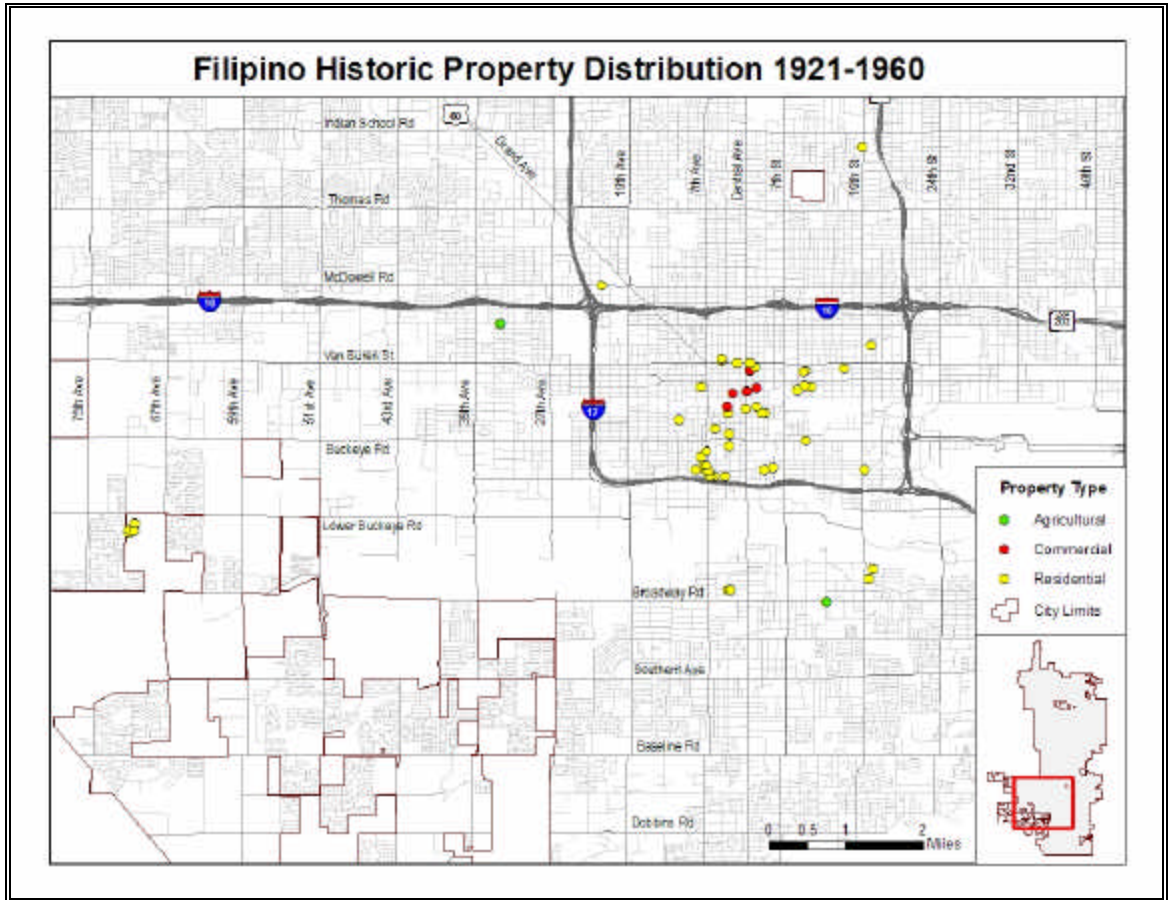 Filipino Historic Property Distribution 1921-1960
Indian School Rd
60
Grand Ave
19th Ave
7th Ave
Central Ave
7th St
16th St
24th St
32nd St
Thomas Rd
McDowell Rd
10
10
Van Buren St
75th Ave
67th Ave
59th Ave
51st Ave
43rd Ave
35th Ave
27th Ave
17
Buckeye Rd
Lower Buckeye Rd
Broadway Rd
Southern Ave
Baseline Rd
Dobbins Rd
0 0.5 1 2
Miles
Property Type
Agricultural
Commercial
Residential
City Limits